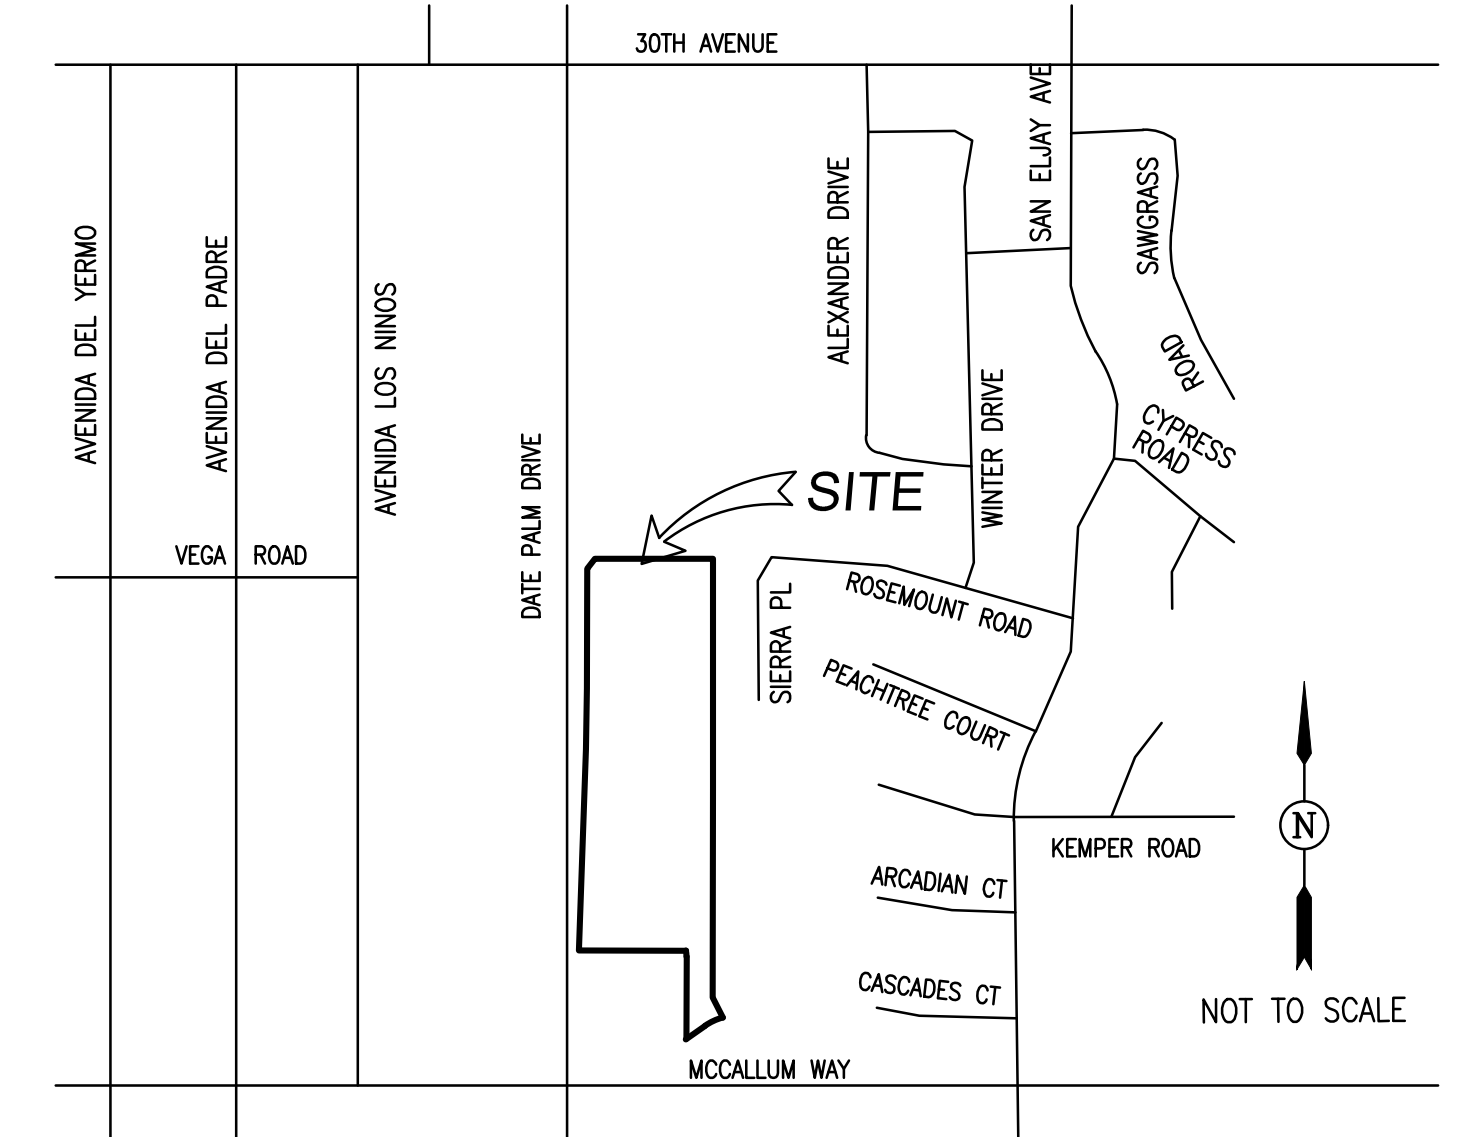 30TH AVENUE
SAN ELJAY AVE
SAWGRASS
ROAD
ALEXANDER DRIVE
AVENIDA DEL YERMO
AVENIDA DEL PADRE
AVENIDA LOS NINOS
WINTER DRIVE
CYPRESS
ROAD
DATE PALM DRIVE
SITE
VEGA ROAD
SIERRA PL
ROSEMOUNT ROAD
PEACHTREE COURT
N
KEMPER ROAD
ARCADIAN CT
CASCADES CT
NOT TO SCALE
MCCALLUM WAY